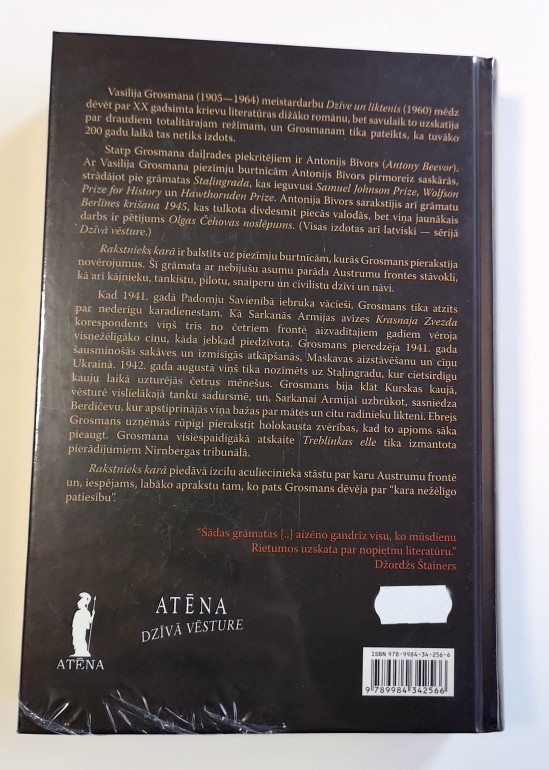 Vasīlija Grosmana (1905—1964) meistardarbu Dzīve un liktenis (1960) mēdz
dēvēt par XX gadsimta krievu literatūras dižāko romānu, bet savulaik to uzskatīja
par draudiem totalitārajam režīmam, un Grosmanam tika pateikts, ka tuvāko
200 gadu laikā tas netiks izdots.
Starp Grosmana daiļrades piekritējiem ir Antonijs Bīvors (Antony Beevor).
Ar Vasīlija Grosmana piezīmju burtnīcām Antonijs Bīvors pirmoreiz saskārās,
strādājot pie grāmatas Staļingrada, kas ieguvusi Samuel Johnson Prize, Wolfson
Prize for History un Hawthornden Prize. Antonija Bīvors sarakstījis arī grāmatu
Berlīnes krišana 1945, kas tulkota divdesmit piecās valodās, bet viņa jaunākais
darbs ir pētījums Olgas Čehovas noslēpums. (Visas izdotas arī latviski — sērijā
Dzīvā vēsture.)
Rakstnieks karā ir balstīts uz piezīmju burtnīcām, kurās Grosmans pierakstīja
novērojumus. Šī grāmata ar nebijušu asumu parāda Austrumu frontes stāvokli,
kā arī kājnieku, tankistu, pilotu, snaiperu un civilistu dzīvi un nāvi.
Kad 1941. gadā Padomju Savienībā iebruka vācieši, Grosmans tika atzīts
par nederīgu karadienestam. Kā Sarkanās Armijas avīzes Krasnaja Zvezda
korespondents viņš trīs no četriem frontē aizvadītajiem gadiem vēroja
visnežēlīgāko cīņu, kāda jebkad piedzīvota. Grosmans pieredzēja 1941. gada
šausminošās sakāves un izmisīgās atkāpšanās, Maskavas aizstāvēšanu un cīņu
Ukrainā. 1942. gada augustā viņš tika nozīmēts uz Staļingradu, kur cietsirdīgu
kauju laikā uzturējās četrus mēnešus. Grosmans bija klāt Kurskas kaujā,
vēsturē vislielākajā tanku sadursmē, un, Sarkanai Armijai uzbrūkot, sasniedza
Berdičevu, kur apstiprinājās viņa bažas par mātes un citu radinieku likteni. Ebrejs
Grosmans uzņēmās rūpīgi pierakstīt holokausta zvērības, kad to apjoms sāka
pieaugt. Grosmana visiespaidīgākā atskaite Treblinkas elle tika izmantota
pierādījumiem Nirnbergas tribunālā.
Rakstnieks karā piedāvā izcilu aculiecinieka stāstu par karu Austrumu frontē
un, iespējams, labāko aprakstu tam, ko pats Grosmans dēvēja par “kara nežēlīgo
patiesību”.
“Šādas grāmatas [..] aizēno gandrīz visu, ko mūsdienu
Rietumos uzskata par nopietnu literatūru.”
Džordžs Štainers
ATĒNA
DZĪVĀ VĒSTURE
ATĒNA
ISBN 978-9984-34-256-6
9 789984 342566